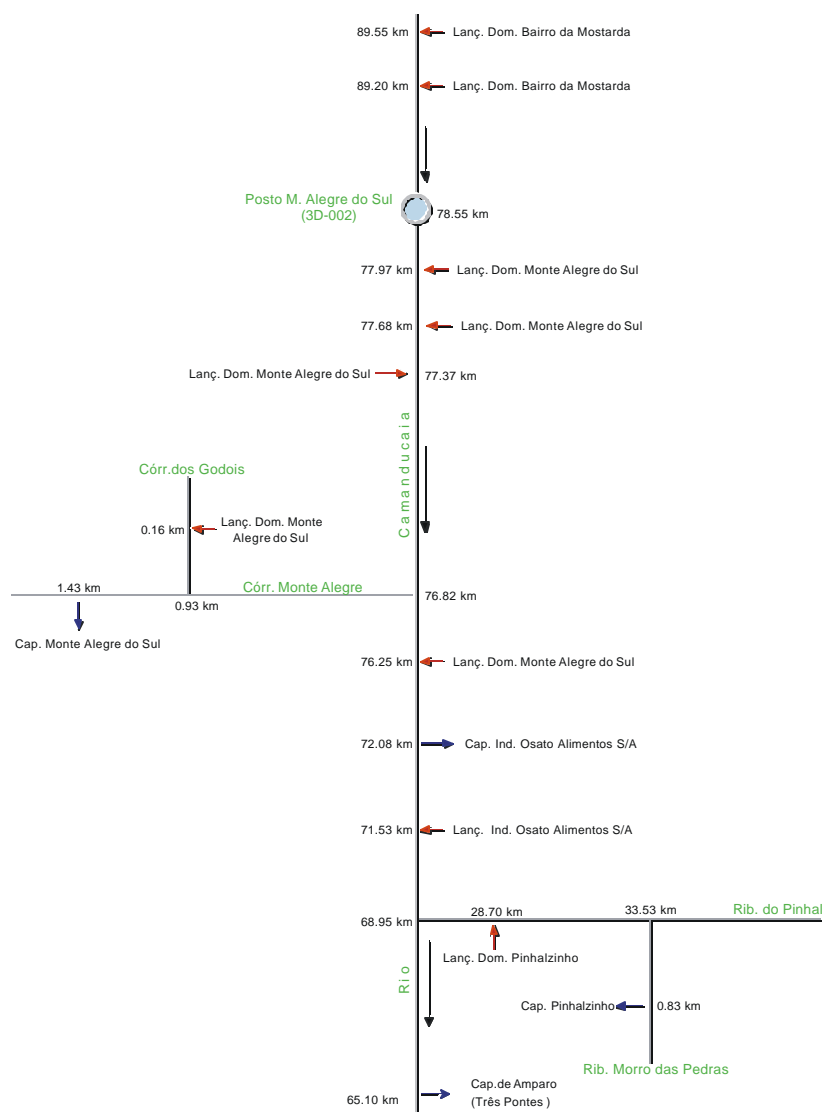 89.55 km Lanç. Dom. Bairro da Mostarda
89.20 km Lanç. Dom. Bairro da Mostarda
Posto M. Alegre do Sul
(3D-002)
78.55 km
77.97 km Lanç. Dom. Monte Alegre do Sul
77.68 km Lanç. Dom. Monte Alegre do Sul
Lanç. Dom. Monte Alegre do Sul 77.37 km
Camanducaia
Córr.dos Godois
0.16 km Lanç. Dom. Monte
Alegre do Sul
1.43 km
Córr. Monte Alegre
76.82 km
0.93 km
Cap. Monte Alegre do Sul
76.25 km Lanç. Dom. Monte Alegre do Sul
72.08 km Cap. Ind. Osato Alimentos S/A
71.53 km Lanç. Ind. Osato Alimentos S/A
28.70 km 33.53 km Rib. do Pinhal
68.95 km
Lanç. Dom. Pinhalzinho
Rio
Cap. Pinhalzinho 0.83 km
Rib. Morro das Pedras
65.10 km Cap.de Amparo
(Três Pontes )